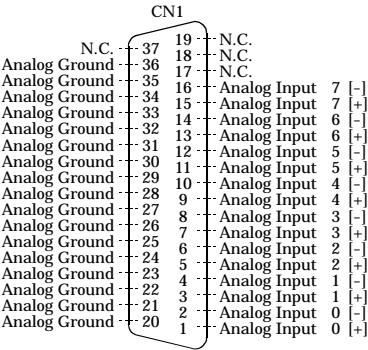 CN1
N.C. 37 19 N.C.
Analog Ground 36 18 N.C.
Analog Ground 35 17 N.C.
Analog Ground 34 16 Analog Input 7 [-]
Analog Ground 33 15 Analog Input 7 [+]
Analog Ground 32 14 Analog Input 6 [-]
Analog Ground 31 13 Analog Input 6 [+]
Analog Ground 30 12 Analog Input 5 [-]
Analog Ground 29 11 Analog Input 5 [+]
Analog Ground 28 10 Analog Input 4 [-]
Analog Ground 27 9 Analog Input 4 [+]
Analog Ground 26 8 Analog Input 3 [-]
Analog Ground 25 7 Analog Input 3 [+]
Analog Ground 24 6 Analog Input 2 [-]
Analog Ground 23 5 Analog Input 2 [+]
Analog Ground 22 4 Analog Input 1 [-]
Analog Ground 21 3 Analog Input 1 [+]
Analog Ground 20 2 Analog Input 0 [-]
1 Analog Input 0 [+]